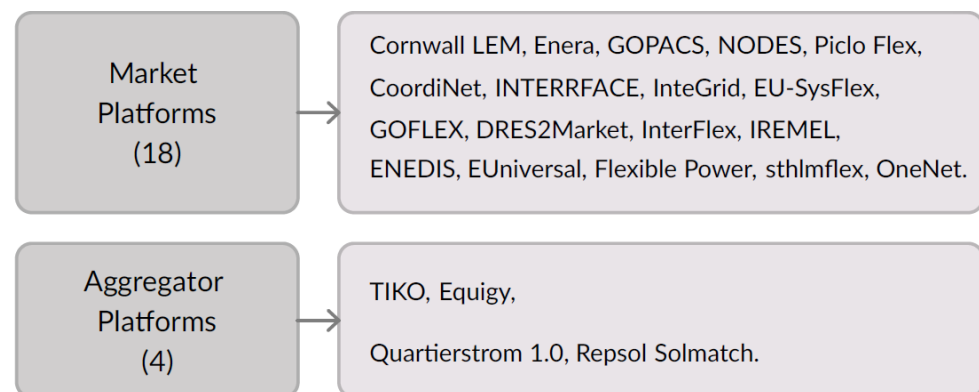 Market
Platforms
(18)
Cornwall LEM, Enera, GOPACS, NODES, Piclo Flex,
CoordiNet, INTERRFACE, InteGrid, EU-SysFlex,
GOFLEX, DRES2Market, InterFlex, IREMEL,
ENEDIS, EUniversal, Flexible Power, sthlmflex, OneNet.
Aggregator
Platforms
(4)
TIKO, Equigy,
Quartierstrom 1.0, Repsol Solmatch.